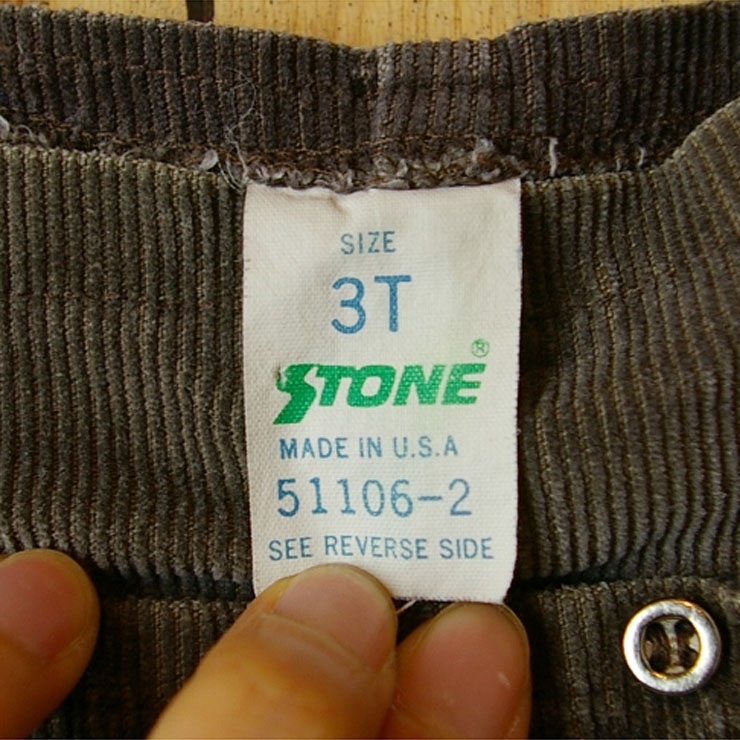 SIZE
3T
STONE®
MADE IN U.S.A
51106-2
SEE REVERSE SIDE